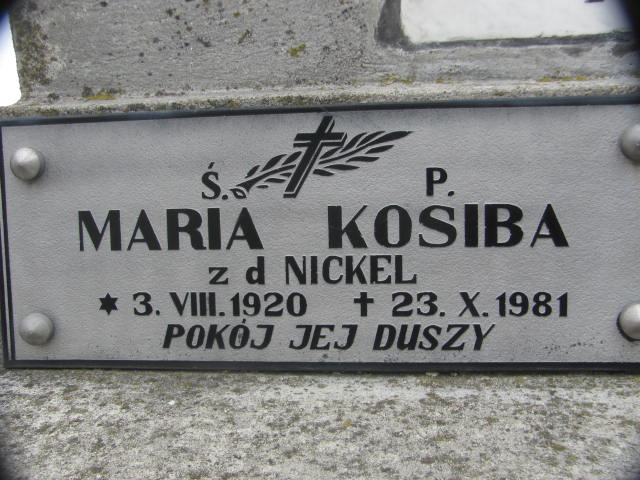 Ś. P.
MARIA KOSIBA
z d NICKEL
✶ 3. VIII. 1920 ✝ 23. X. 1981
POKÓJ JEJ DUSZY